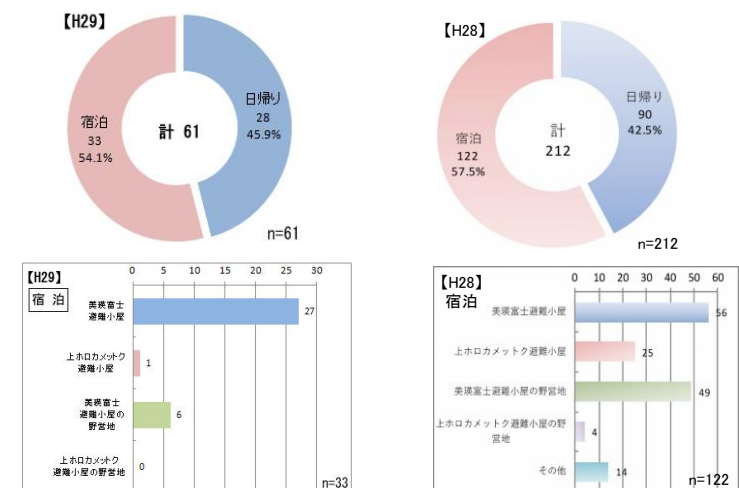 【H29】
日帰り
28
45.9%
宿泊
33
54.1%
計 61
n=61
【H28】
日帰り
90
42.5%
宿泊
122
57.5%
計
212
n=212
【H29】
宿 泊
0 5 10 15 20 25 30
美瑛富士
避難小屋
27
上ホロカメットク
避難小屋
1
美瑛富士
避難小屋の
野営地
6
上ホロカメットク
避難小屋の野営地
0
n=33
【H28】
宿泊
0 10 20 30 40 50 60
美瑛富士避難小屋
56
上ホロカメットク避難小屋
25
美瑛富士避難小屋の野営地
49
上ホロカメットク避難小屋の野
営地
4
その他
14
n=122